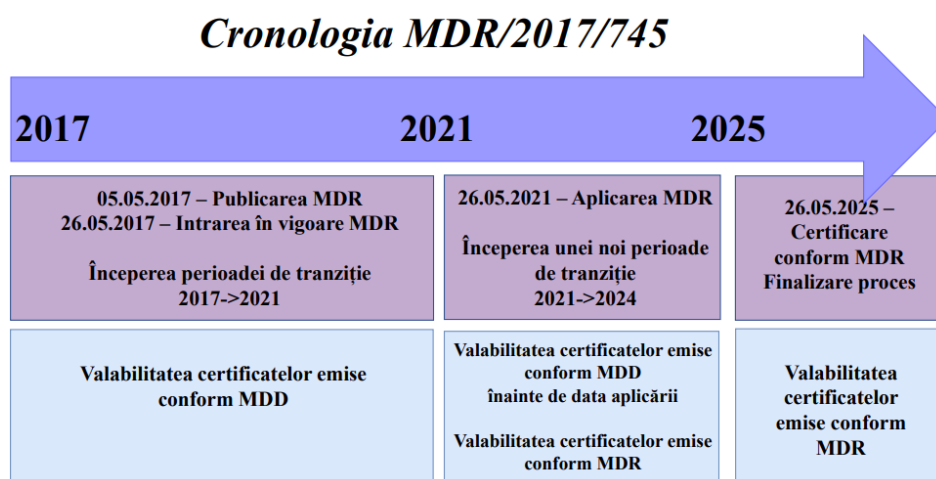 Cronologia MDR/2017/745
2017
2021
2025
05.05.2017 – Publicarea MDR
26.05.2017 – Intrarea în vigoare MDR
Începerea perioadei de tranziție
2017->2021
26.05.2021 – Aplicarea MDR
Începerea unei noi perioade
de tranziție
2021->2024
26.05.2025 –
Certificare
conform MDR
Finalizare proces
Valabilitatea certificatelor emise
conform MDD
Valabilitatea certificatelor emise
conform MDD
înainte de data aplicării
Valabilitatea certificatelor emise
conform MDR
Valabilitatea
certificatelor
emise conform
MDR